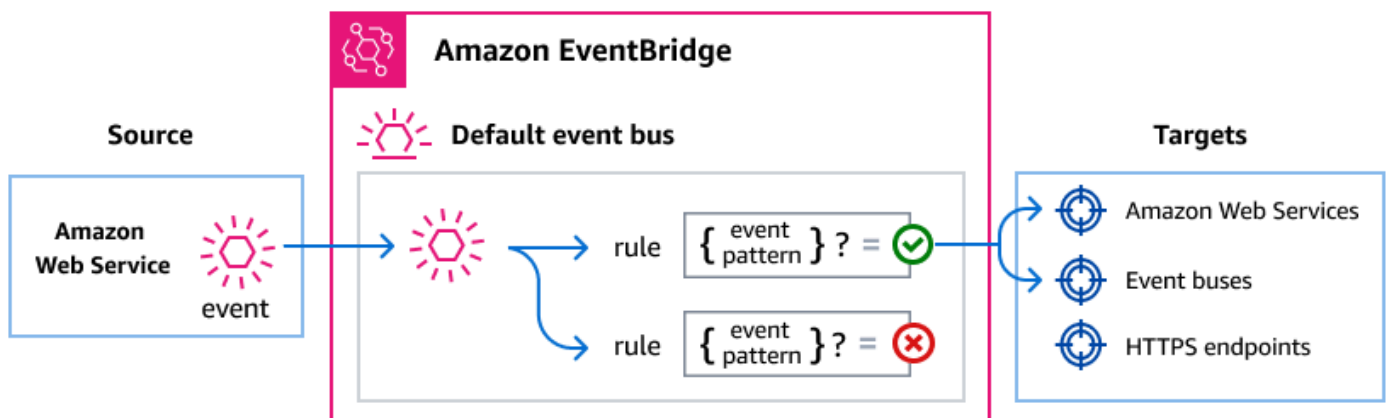 Amazon EventBridge
Source
Default event bus
Targets
Amazon
Web Service
event
rule { event pattern } ? =
rule { event pattern } ? =
Amazon Web Services
Event buses
HTTPS endpoints